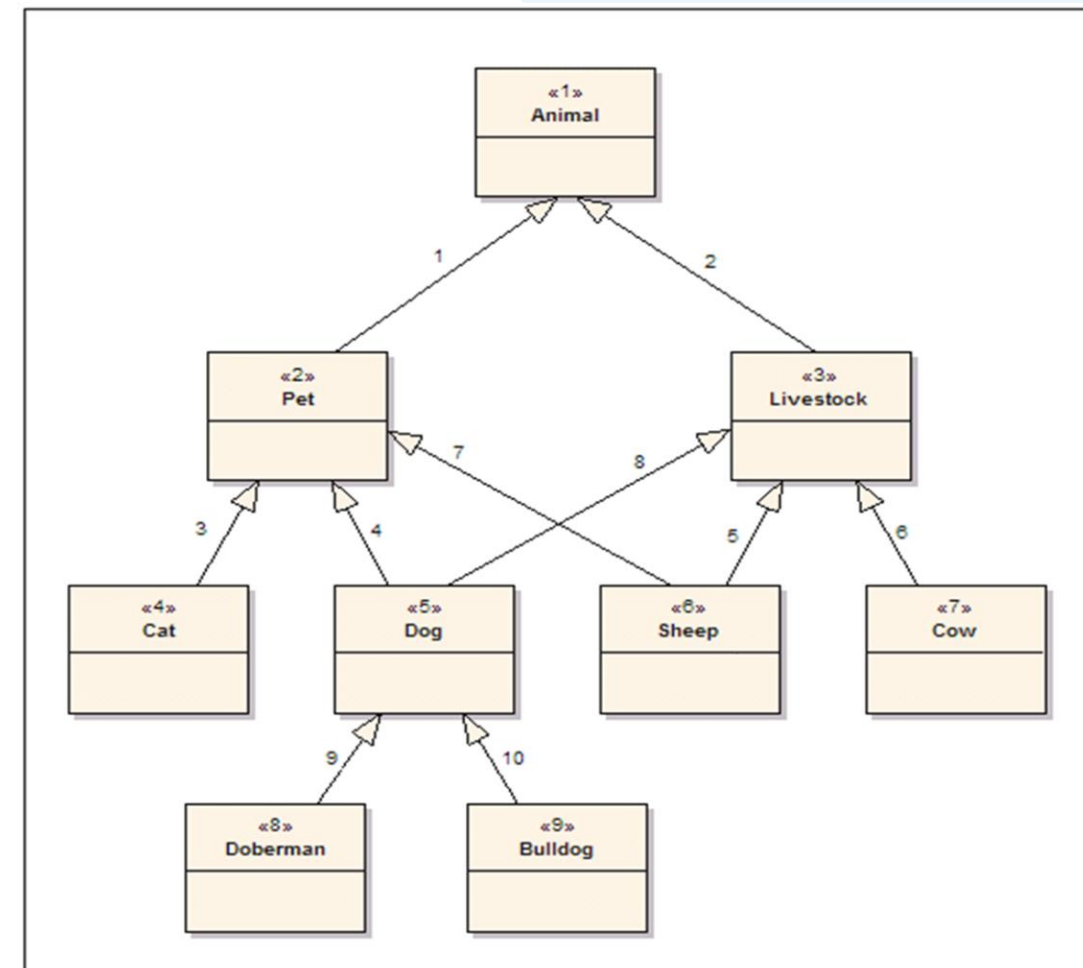 «1»
Animal
1
2
«2»
Pet
«3»
Livestock
7
8
3
4
5
6
«4»
Cat
«5»
Dog
«6»
Sheep
«7»
Cow
9
10
«8»
Doberman
«9»
Bulldog